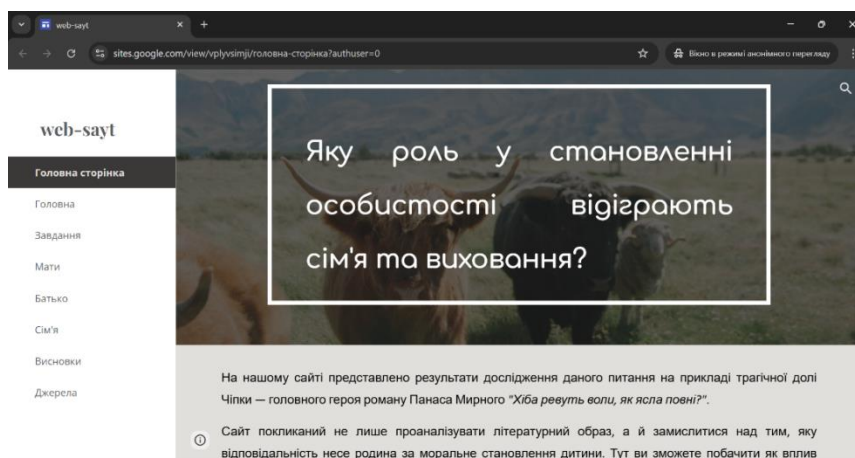 web-sayt
sites.google.com/view/vplyvsimji/головна-сторінка?authuser=0
Вікно в режимі анонімного перегляду
web-sayt
Головна сторінка
Головна
Завдання
Мати
Батько
Сім'я
Висновки
Джерела
Яку роль у становленні
особистості відіграють
сім'я та виховання?
На нашому сайті представлено результати дослідження даного питання на прикладі трагічної долі
Чіпки — головного героя роману Панаса Мирного "Хіба ревуть воли, як ясла повні?".
Сайт покликаний не лише проаналізувати літературний образ, а й замислитися над тим, яку
відповідальність несе родина за моральне становлення дитини. Тут ви зможете побачити як вплив